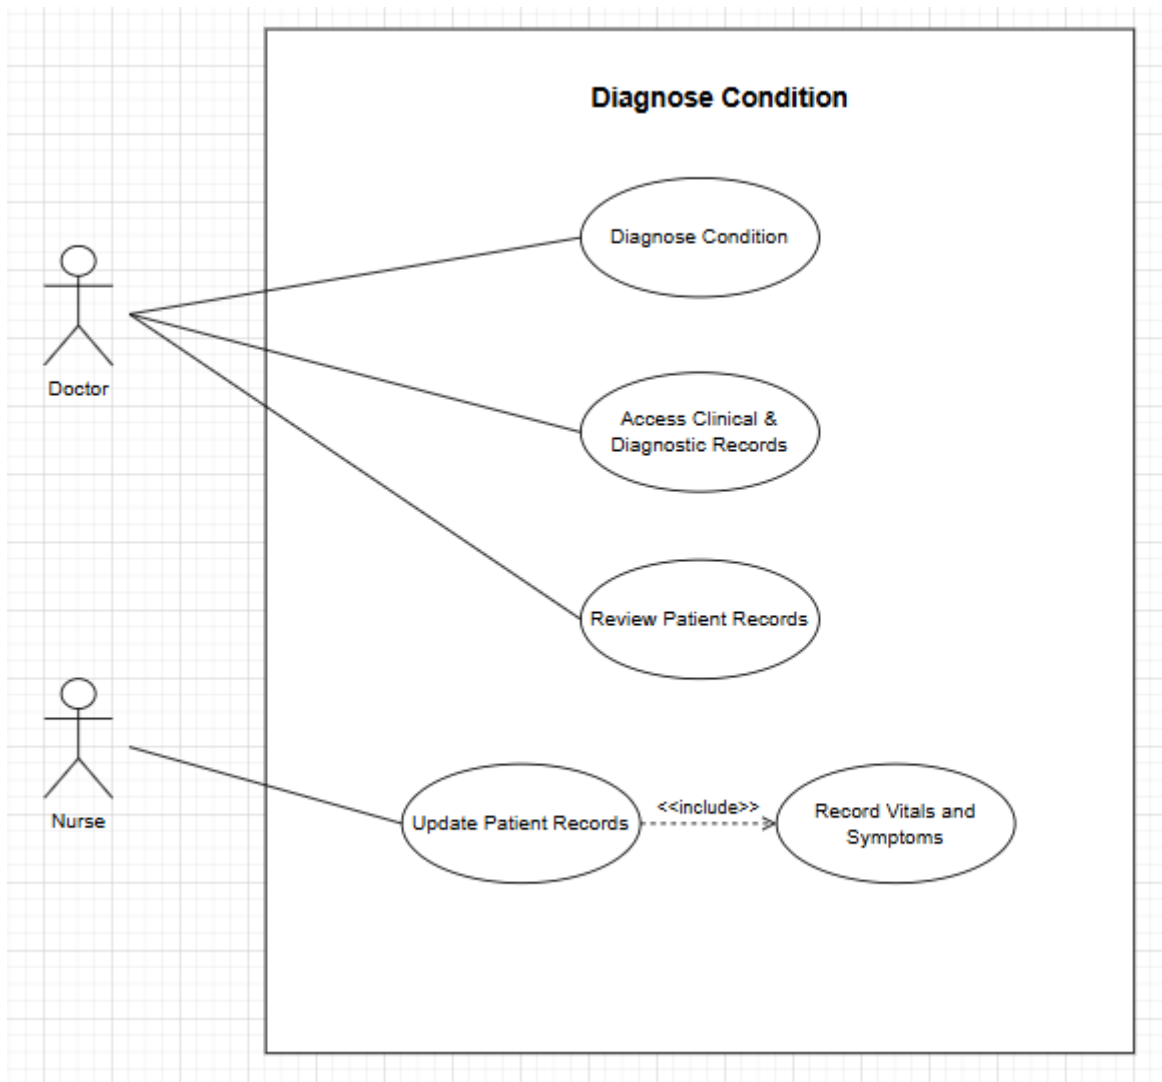 Diagnose Condition
Diagnose Condition
Doctor
Access Clinical &
Diagnostic Records
Review Patient Records
Nurse
Update Patient Records
<<include>>
Record Vitals and
Symptoms